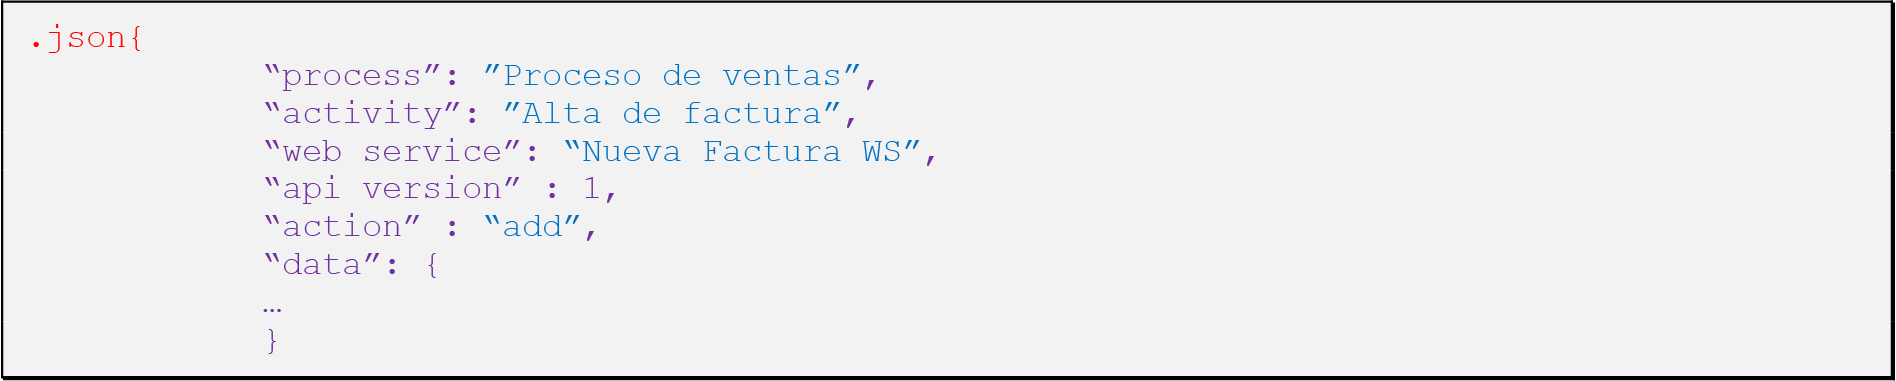 .json{
“process”: ”Proceso de ventas”,
“activity”: ”Alta de factura”,
“web service”: “Nueva Factura WS”,
“api version” : 1,
“action” : “add”,
“data”: {
…
}